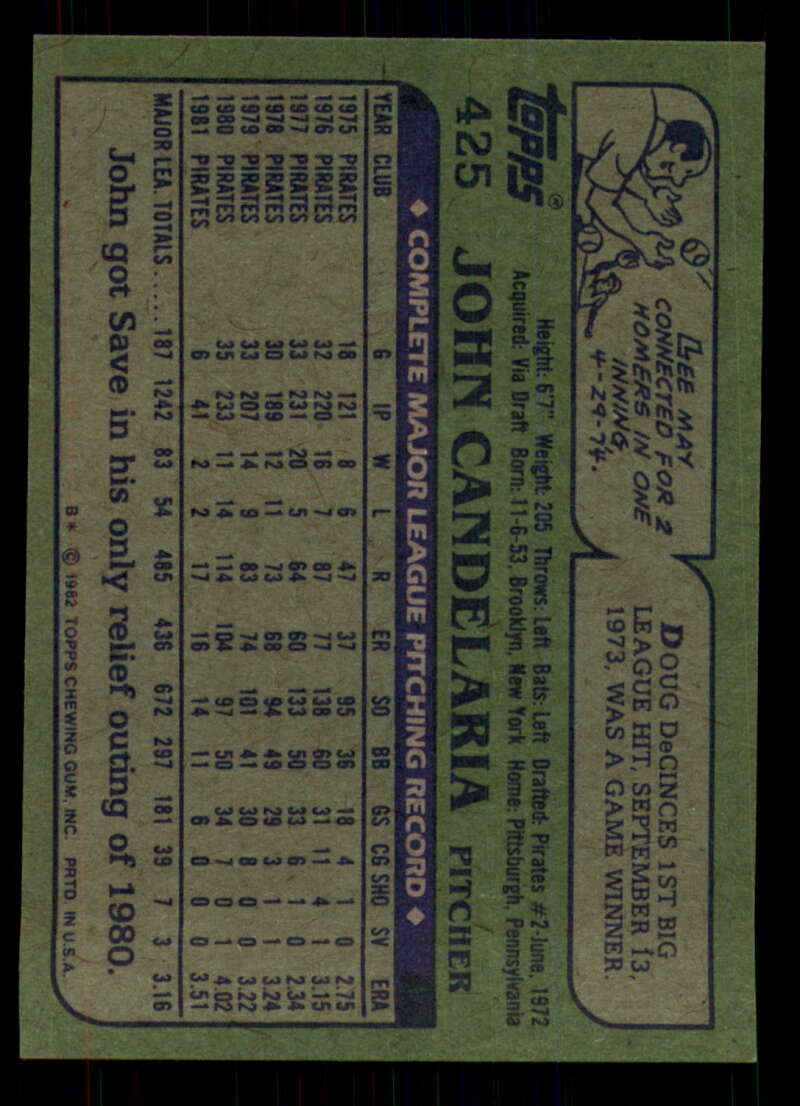 LEE MAY
CONNECTED FOR 2
HOMERS IN ONE
INNING
4-29-74.
DOUG DeCINCES 1ST BIG
LEAGUE HIT, SEPTEMBER 13,
1973, WAS A GAME WINNER.
TOPPS®
Height: 6'7" Weight: 205 Throws: Left Bats: Left Drafted: Pirates #2-June, 1972
Acquired: Via Draft Born: 11-6-53, Brooklyn, New York Home: Pittsburgh, Pennsylvania
425 JOHN CANDELARIA PITCHER
◆ COMPLETE MAJOR LEAGUE PITCHING RECORD ◆
YEAR CLUB G IP W L R ER SO BB GS CG SHO SV ERA
1975 PIRATES 18 121 8 6 47 37 95 36 18 4 1 0 2.75
1976 PIRATES 32 220 16 7 87 77 138 60 31 11 4 1 3.15
1977 PIRATES 33 231 20 5 64 60 133 50 33 6 1 0 2.34
1978 PIRATES 30 189 12 11 73 68 94 49 29 3 1 1 3.24
1979 PIRATES 33 207 14 9 83 74 101 41 30 8 0 0 3.22
1980 PIRATES 35 233 11 14 114 104 97 50 34 7 0 1 4.02
1981 PIRATES 6 41 2 2 17 16 14 11 6 0 0 0 3.51
MAJOR LEA. TOTALS ..... 187 1242 83 54 485 436 672 297 181 39 7 3 3.16
John got Save in his only relief outing of 1980.
B* © 1982 TOPPS CHEWING GUM, INC. PRTD. IN U.S.A.